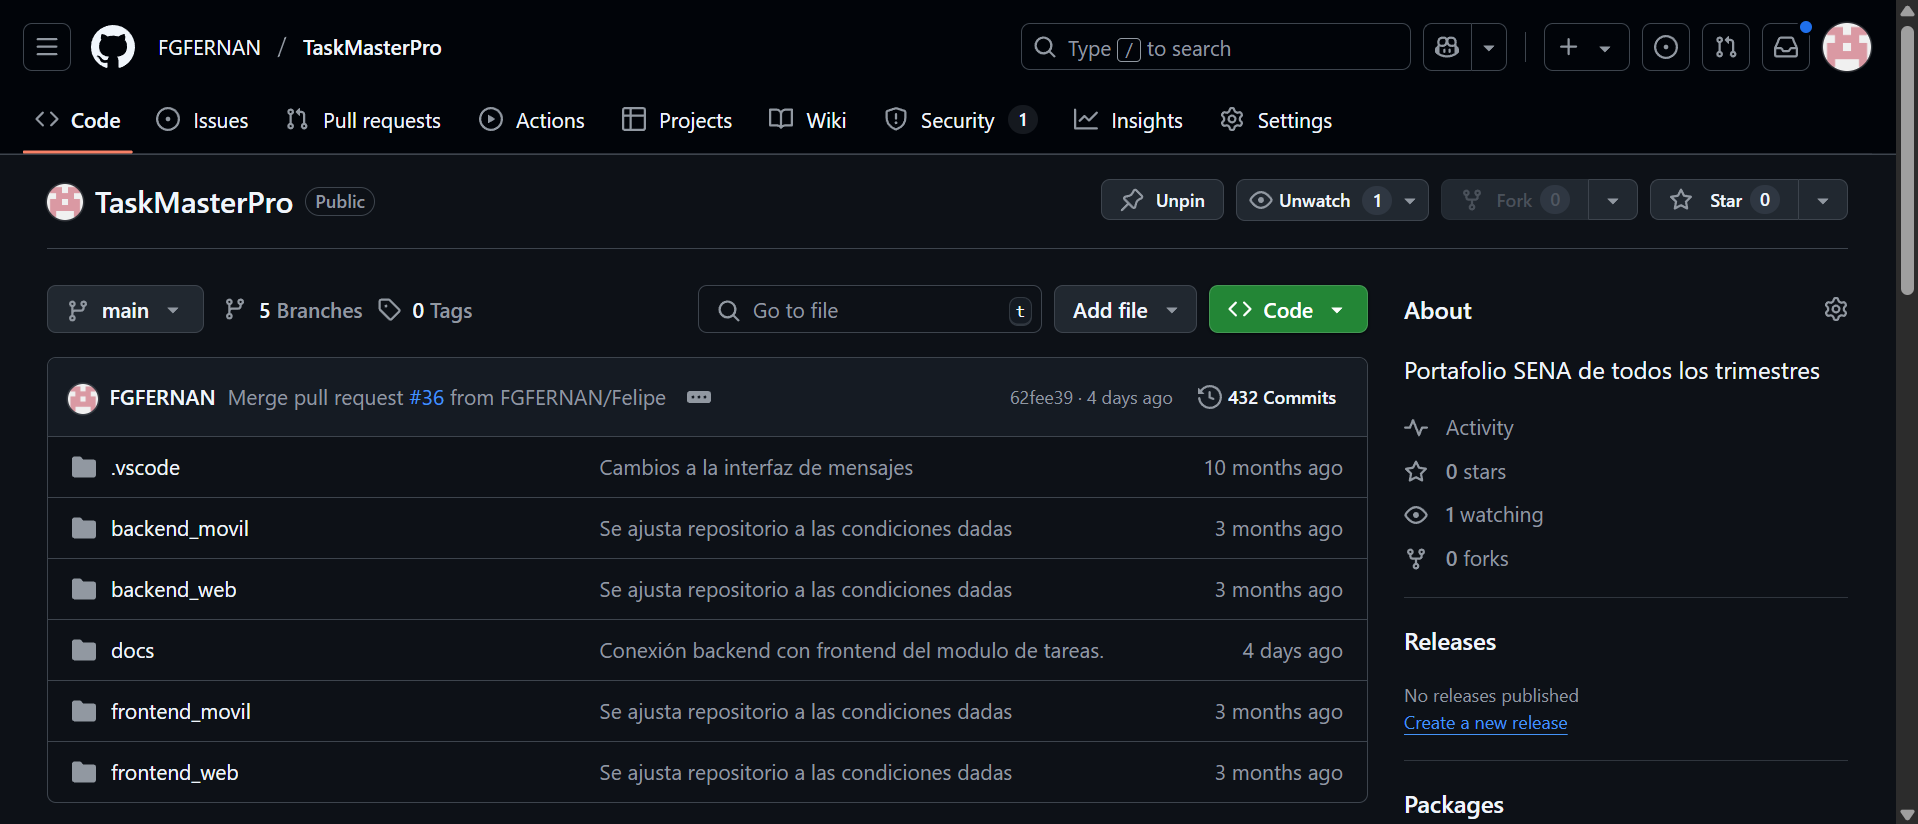 FGFERNAN / TaskMasterPro
Type / to search
Code Issues Pull requests Actions Projects Wiki Security 1 Insights Settings
TaskMasterPro Public
Unpin Unwatch 1 Fork 0 Star 0
main 5 Branches 0 Tags
Go to file t
Add file Code
FGFERNAN Merge pull request #36 from FGFERNAN/Felipe
62fee39 · 4 days ago 432 Commits
.vscode Cambios a la interfaz de mensajes 10 months ago
backend_movil Se ajusta repositorio a las condiciones dadas 3 months ago
backend_web Se ajusta repositorio a las condiciones dadas 3 months ago
docs Conexión backend con frontend del modulo de tareas. 4 days ago
frontend_movil Se ajusta repositorio a las condiciones dadas 3 months ago
frontend_web Se ajusta repositorio a las condiciones dadas 3 months ago
About
Portafolio SENA de todos los trimestres
Activity
0 stars
1 watching
0 forks
Releases
No releases published
Create a new release
Packages